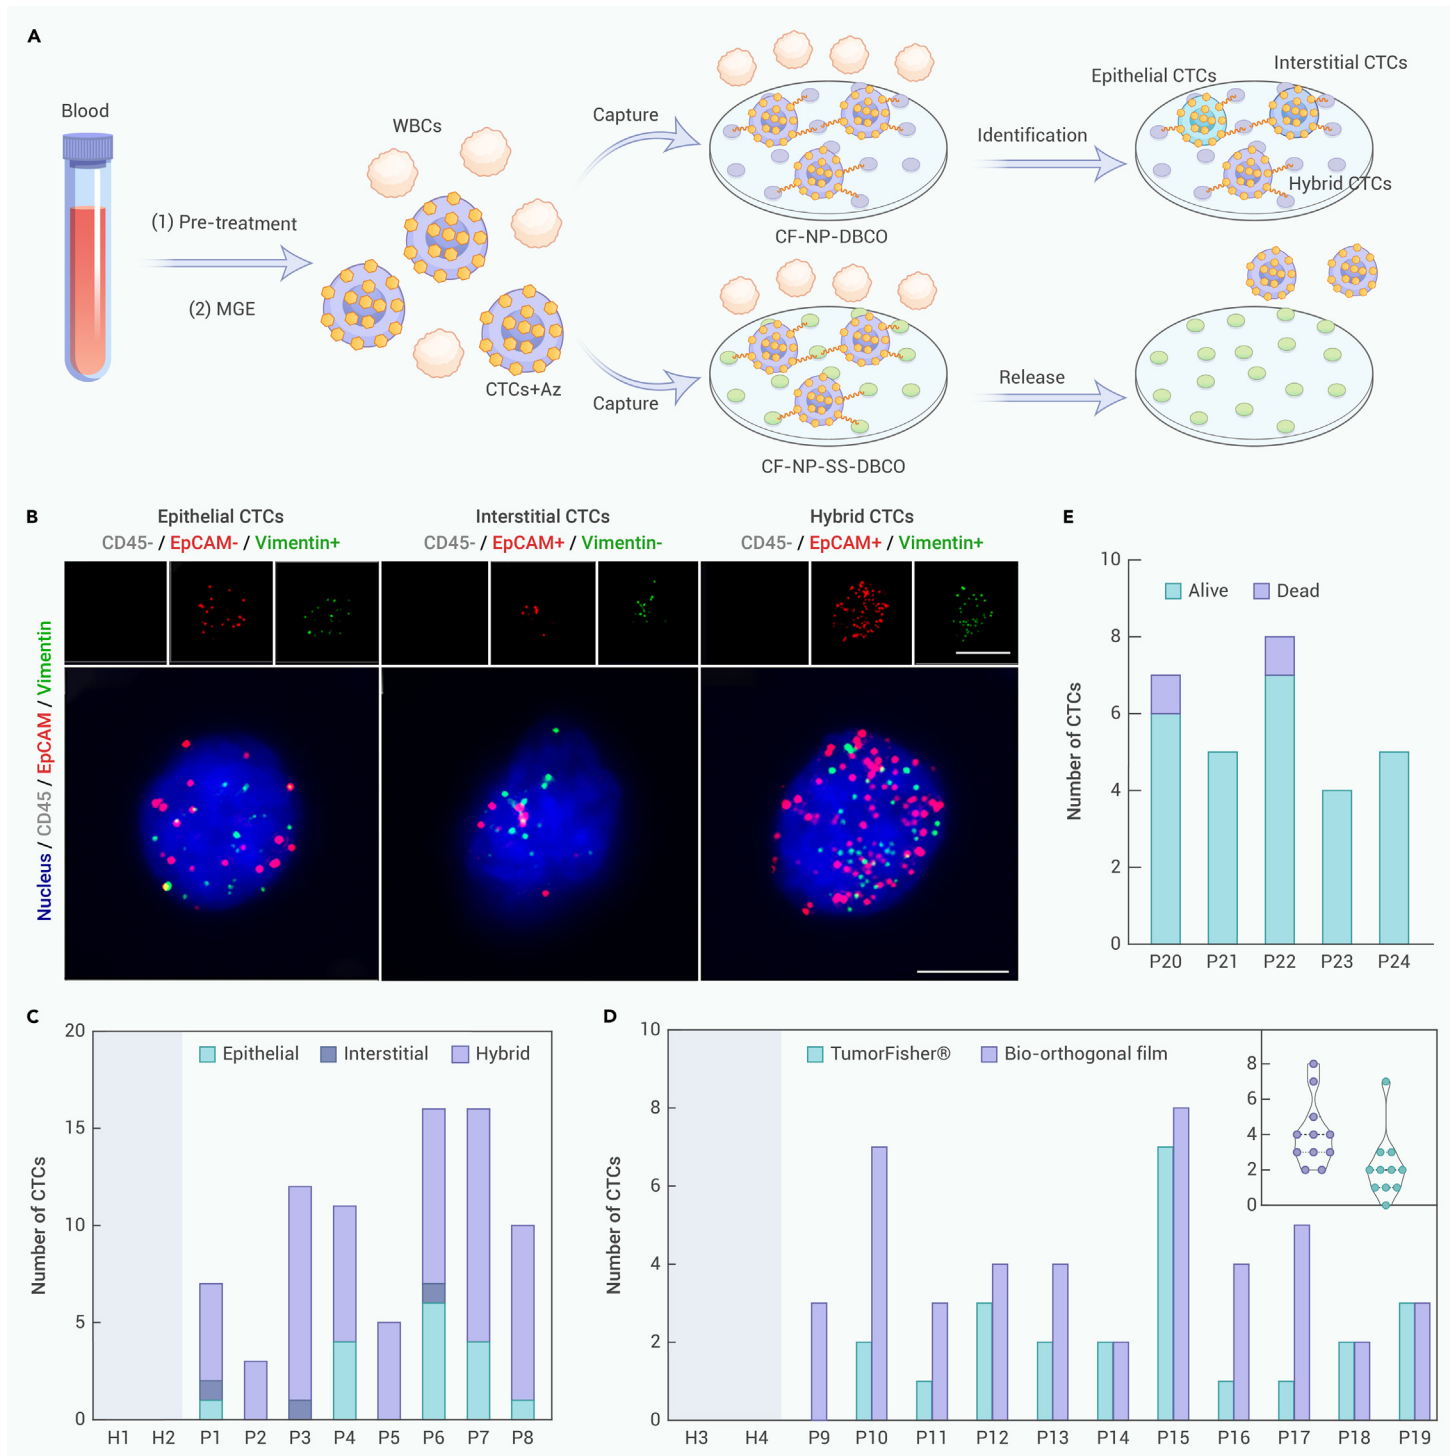 A
Blood
(1) Pre-treatment
(2) MGE
WBCs
CTCs+Az
Capture
Capture
CF-NP-DBCO
CF-NP-SS-DBCO
Identification
Release
Epithelial CTCs
Interstitial CTCs
Hybrid CTCs
B
Epithelial CTCs
CD45- / EpCAM- / Vimentin+
Interstitial CTCs
CD45- / EpCAM+ / Vimentin-
Hybrid CTCs
CD45- / EpCAM+ / Vimentin+
Nucleus / CD45 / EpCAM / Vimentin
E
Alive Dead
Number of CTCs
10
8
6
4
2
0
P20 P21 P22 P23 P24
C
Epithelial Interstitial Hybrid
Number of CTCs
20
15
10
5
0
H1 H2 P1 P2 P3 P4 P5 P6 P7 P8
D
TumorFisher® Bio-orthogonal film
Number of CTCs
10
8
6
4
2
0
8
6
4
2
0
H3 H4 P9 P10 P11 P12 P13 P14 P15 P16 P17 P18 P19